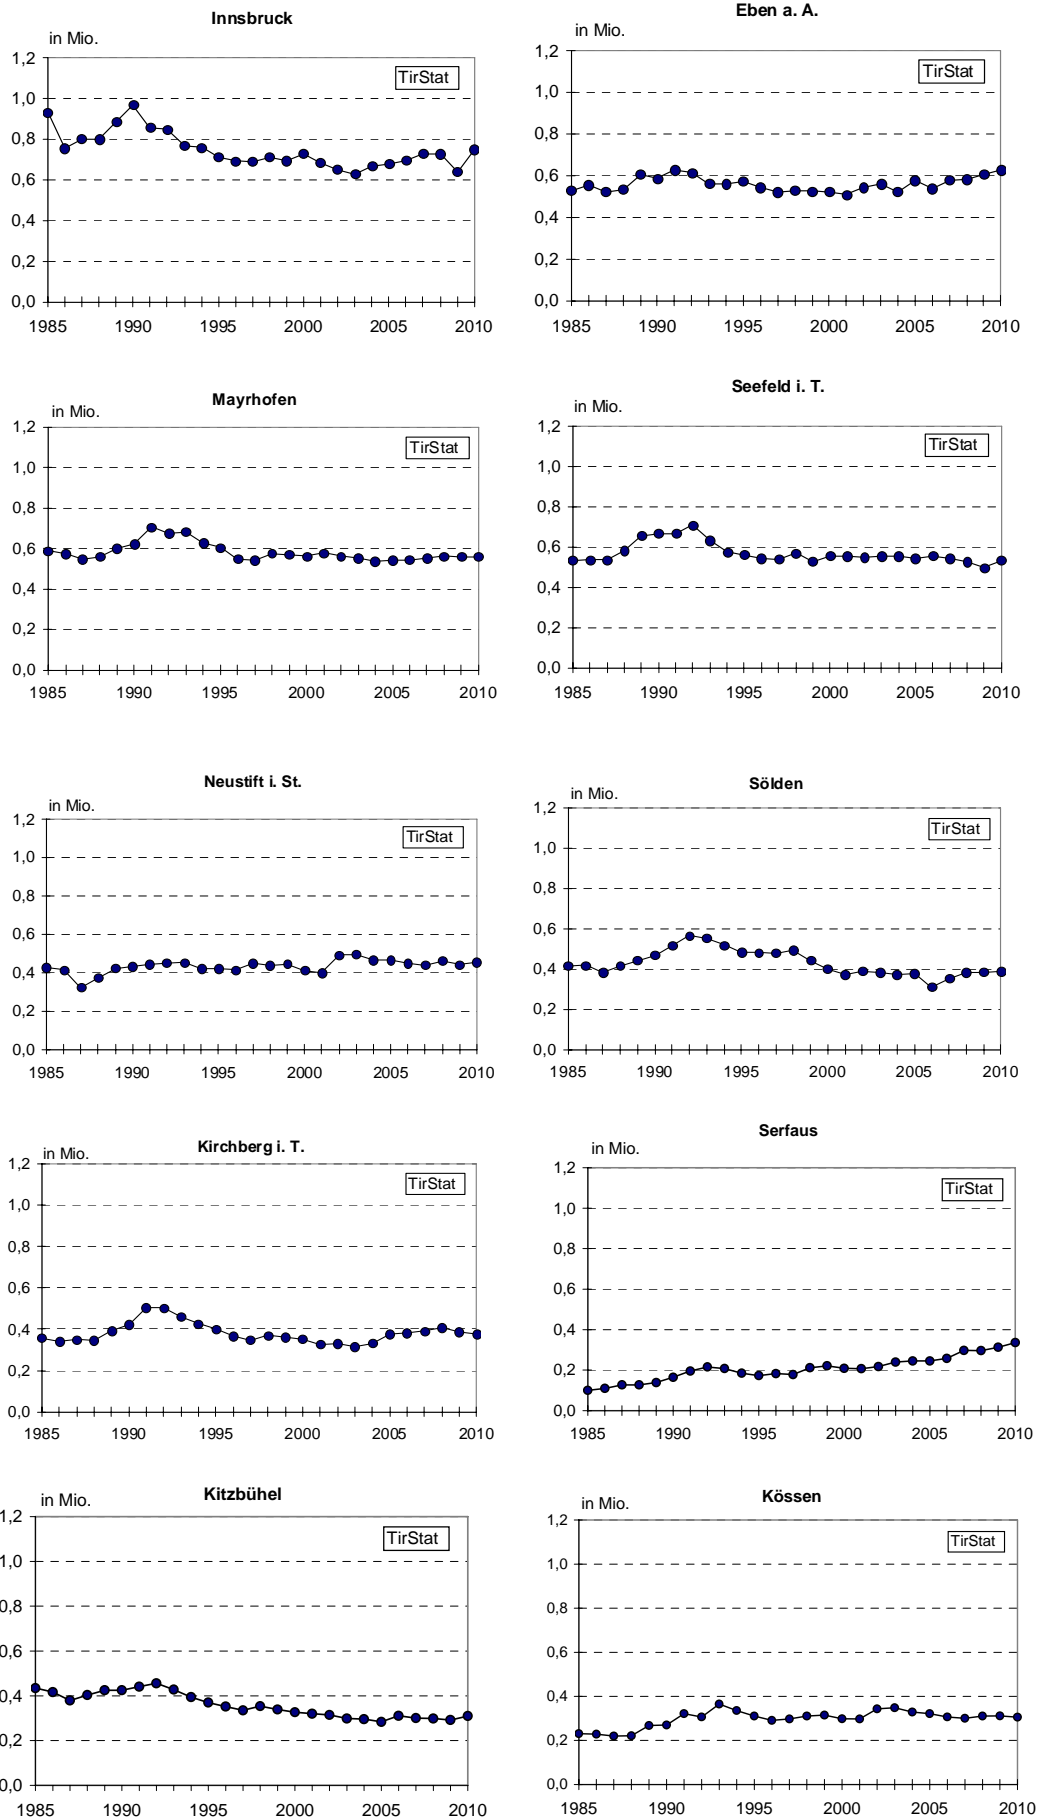 Innsbruck
in Mio.
TirStat
1,2
1,0
0,8
0,6
0,4
0,2
0,0
1985 1990 1995 2000 2005 2010
Eben a. A.
in Mio.
TirStat
1,2
1,0
0,8
0,6
0,4
0,2
0,0
1985 1990 1995 2000 2005 2010
Mayrhofen
in Mio.
TirStat
1,2
1,0
0,8
0,6
0,4
0,2
0,0
1985 1990 1995 2000 2005 2010
Seefeld i. T.
in Mio.
TirStat
1,2
1,0
0,8
0,6
0,4
0,2
0,0
1985 1990 1995 2000 2005 2010
Neustift i. St.
in Mio.
TirStat
1,2
1,0
0,8
0,6
0,4
0,2
0,0
1985 1990 1995 2000 2005 2010
Sölden
in Mio.
TirStat
1,2
1,0
0,8
0,6
0,4
0,2
0,0
1985 1990 1995 2000 2005 2010
Kirchberg i. T.
in Mio.
TirStat
1,2
1,0
0,8
0,6
0,4
0,2
0,0
1985 1990 1995 2000 2005 2010
Serfaus
in Mio.
TirStat
1,2
1,0
0,8
0,6
0,4
0,2
0,0
1985 1990 1995 2000 2005 2010
Kitzbühel
in Mio.
TirStat
1,2
1,0
0,8
0,6
0,4
0,2
0,0
1985 1990 1995 2000 2005 2010
Kössen
in Mio.
TirStat
1,2
1,0
0,8
0,6
0,4
0,2
0,0
1985 1990 1995 2000 2005 2010